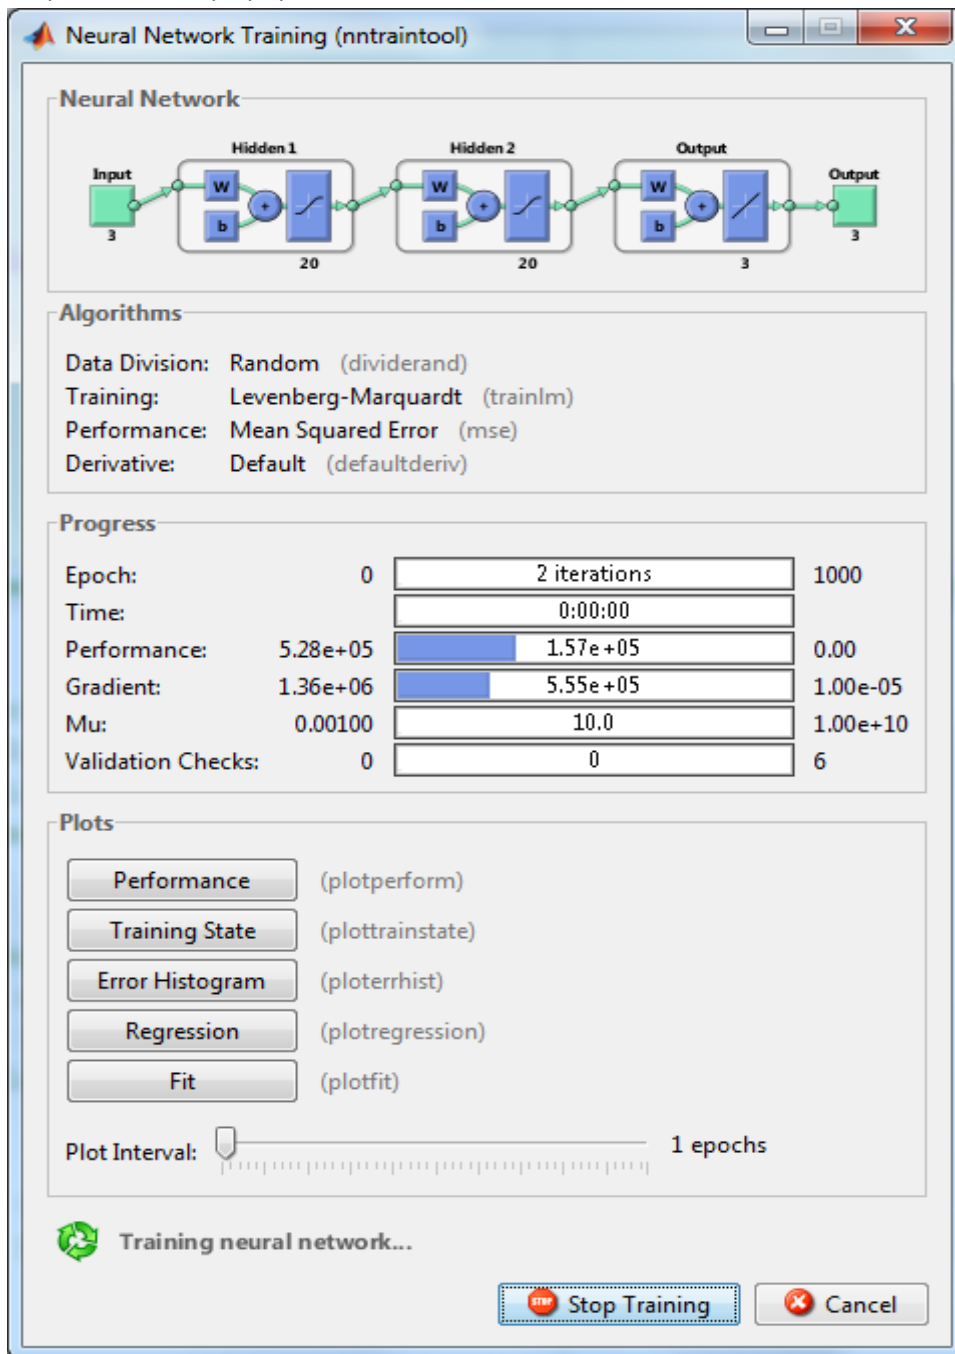 Neural Network Training (nntraintool)
Neural Network
Hidden 1 Hidden 2 Output
Input Output
W W W
+ + +
b b b
3 3
20 20 3
Algorithms
Data Division: Random (dividerand)
Training: Levenberg-Marquardt (trainlm)
Performance: Mean Squared Error (mse)
Derivative: Default (defaultderiv)
Progress
Epoch: 0 2 iterations 1000
Time: 0:00:00
Performance: 5.28e+05 1.57e+05 0.00
Gradient: 1.36e+06 5.55e+05 1.00e-05
Mu: 0.00100 10.0 1.00e+10
Validation Checks: 0 0 6
Plots
Performance (plotperform)
Training State (plottrainstate)
Error Histogram (ploterrhist)
Regression (plotregression)
Fit (plotfit)
Plot Interval: 1 epochs
Training neural network...
STOP Stop Training Cancel